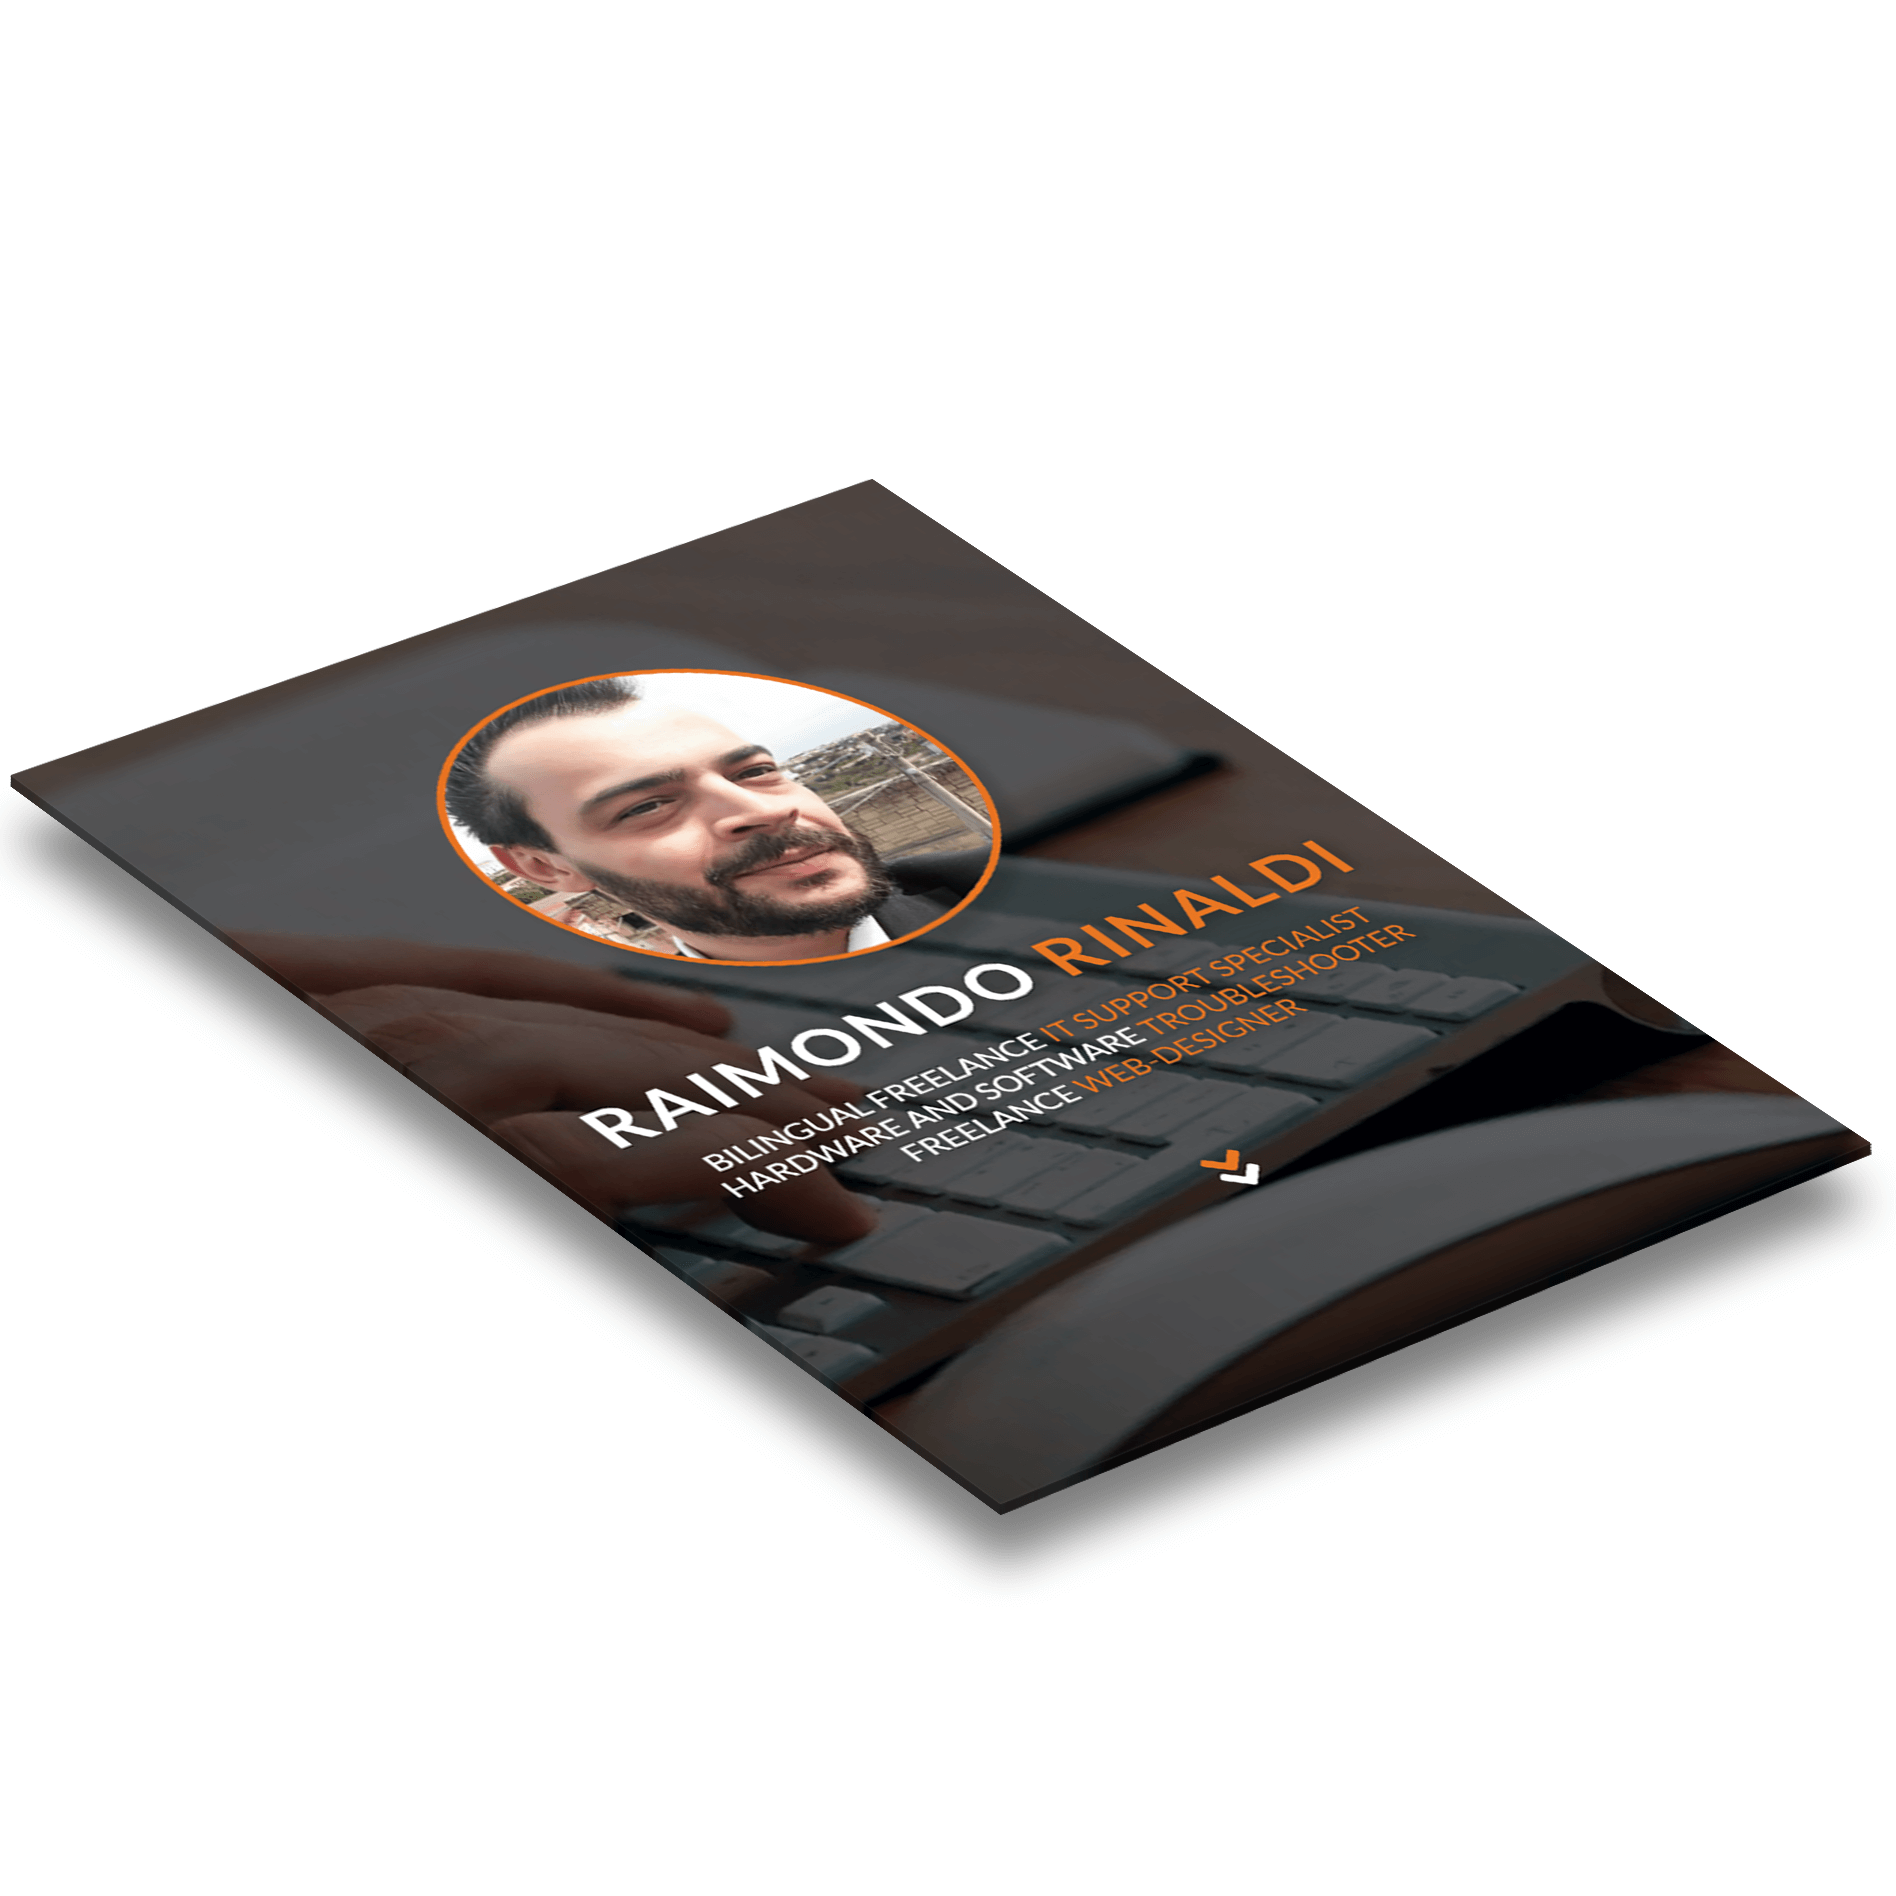 RAIMONDO RINALDI
BILINGUAL FREELANCE IT SUPPORT SPECIALIST
HARDWARE AND SOFTWARE TROUBLESHOOTER
FREELANCE WEB-DESIGNER